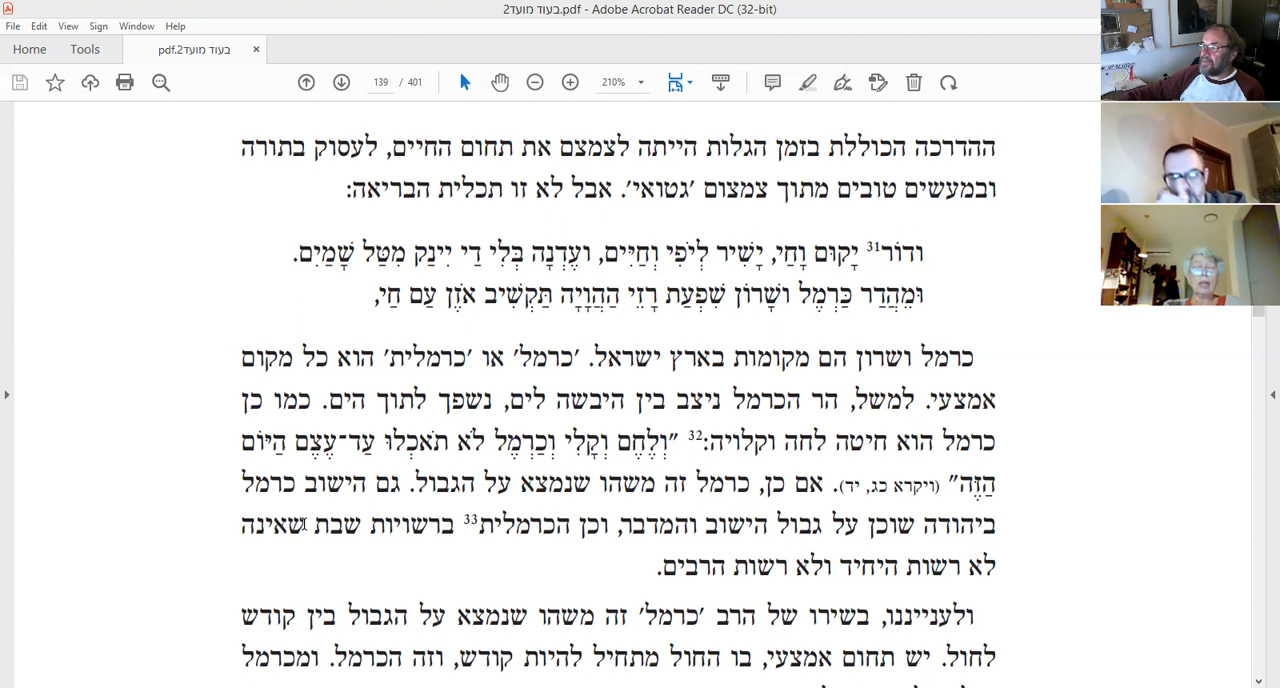 בעוד מועד2.pdf - Adobe Acrobat Reader DC (32-bit)
File Edit View Sign Window Help
Home Tools בעוד מועד2.pdf ×
139 / 401 210%
ההדרכה הכוללת בזמן הגלות הייתה לצמצם את תחום החיים, לעסוק בתורה
ובמעשים טובים מתוך צמצום 'גטואי'. אבל לא זו תכלית הבריאה:
ודוֹר31 יָקוּם וָחַי, יָשִׁיר לְיֹפִי וְחַיִּים, ועֶדְנָה בְּלִי דַי יִינַק מִטַּל שָׁמַיִם.
וּמֵהֲדַר כַּרְמֶל ושָׁרוֹן שִׁפְעַת רָזֵי הַהֲוָיָה תַּקְשִׁיב אֹזֶן עַם חַי,
כרמל ושרון הם מקומות בארץ ישראל. 'כרמל' או 'כרמלית' הוא כל מקום
אמצעי. למשל, הר הכרמל ניצב בין היבשה לים, נשפך לתוך הים. כמו כן
כרמל הוא חיטה לחה וקלויה:32 "וְלֶחֶם וְקָלִי וְכַרְמֶל לֹא תֹאכְלוּ עַד־עֶצֶם הַיּוֹם
הַזֶּה" (ויקרא כג, יד). אם כן, כרמל זה משהו שנמצא על הגבול. גם הישוב כרמל
ביהודה שוכן על גבול הישוב והמדבר, וכן הכרמלית33 ברשויות שבת שאינה
לא רשות היחיד ולא רשות הרבים.
ולענייננו, בשירו של הרב 'כרמל' זה משהו שנמצא על הגבול בין קודש
לחול. יש תחום אמצעי, בו החול מתחיל להיות קודש, וזה הכרמל. ומכרמל